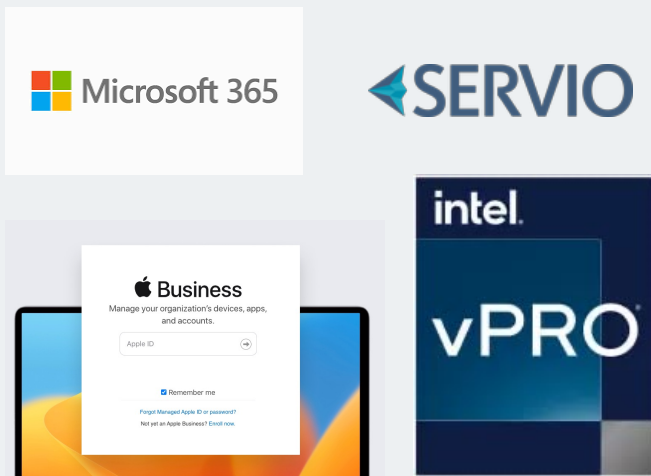 Microsoft 365
SERVIO
intel.
vPRO
Business
Manage your organization's devices, apps,
and accounts.
Apple ID
Remember me
Forgot Managed Apple ID or password?
Not yet an Apple Business? Enroll now.